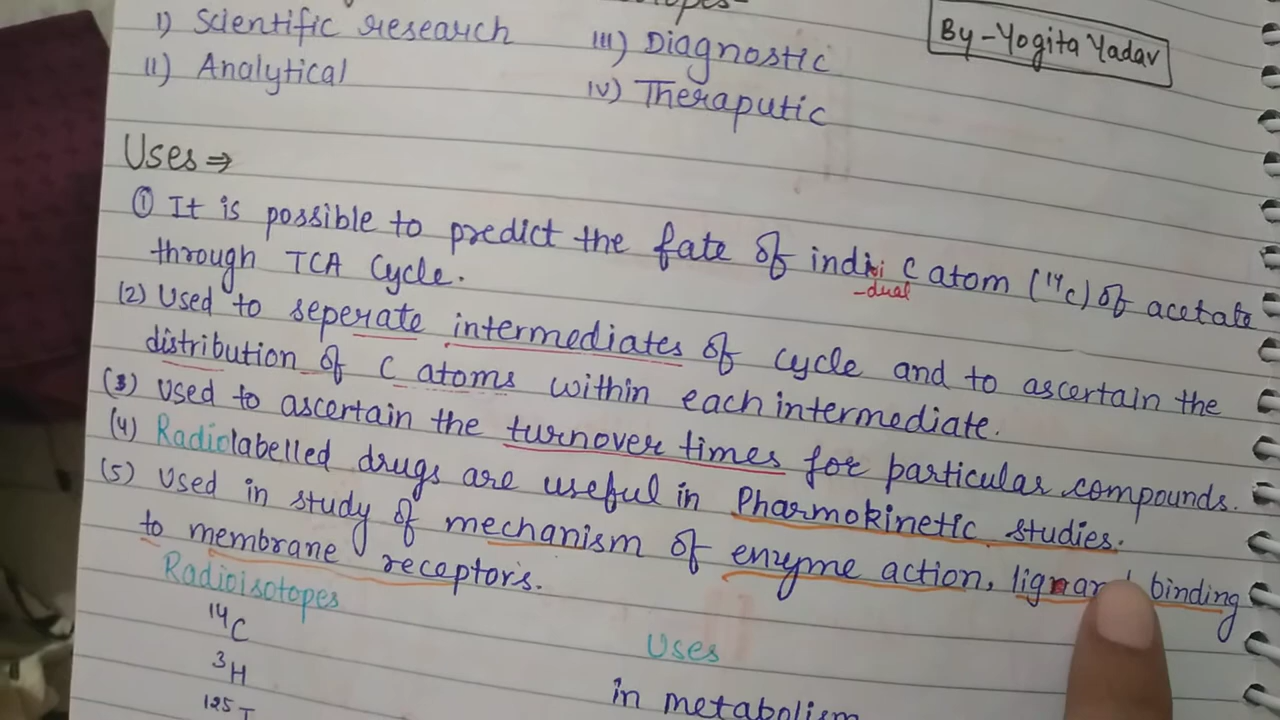 i) Scientific research
iii) Diagnostic
By - Yogita Yadav
ii) Analytical
iv) Theraputic
Uses ⇒
① It is possible to predict the fate of indivi-dual C atom (¹⁴C) of acetate
through TCA Cycle.
(2) Used to seperate intermediates of cycle and to ascertain the
distribution of C atoms within each intermediate.
(3) Used to ascertain the turnover times for particular compounds.
(4) Radiolabelled drugs are useful in Pharmokinetic studies.
(5) Used in study of mechanism of enzyme action, binding
to membrane receptors.
Radioisotopes
Uses
¹⁴C
in metabolism
³H
¹²⁵I